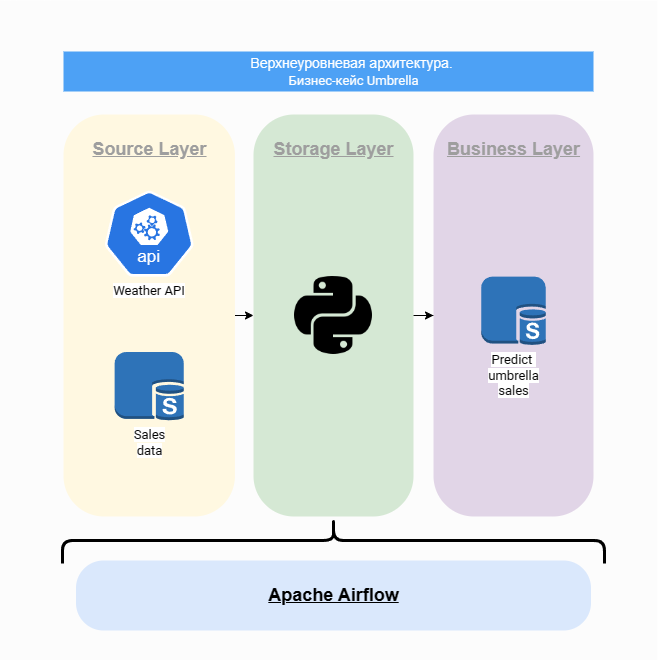 Верхнеуровневая архитектура.
Бизнес-кейс Umbrella
Source Layer
Storage Layer
Business Layer
api
Weather API
S
Sales
data
S
Predict
umbrella
sales
Apache Airflow